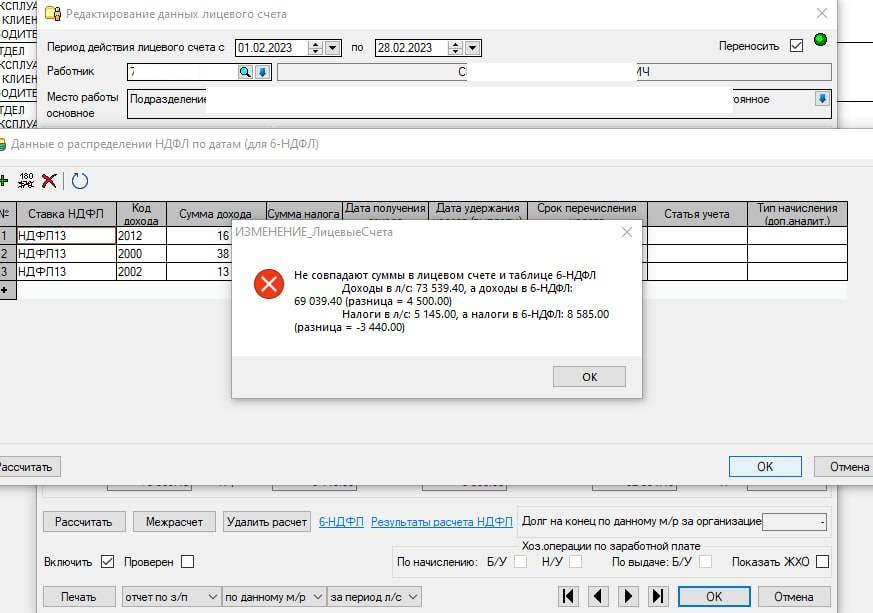 КСПЛУА
КЛИЕН
ВОДИТЕ
ТДЕЛ
КСПЛУА
КЛИЕН
ОВОДИТЕ
ТДЕЛ
КСПЛУА
Редактирование данных лицевого счета
Период действия лицевого счета с 01.02.2023 по 28.02.2023 Переносить
Работник 7 С ИЧ
Место работы основное Подразделение тоянное
Данные о распределении НДФЛ по датам (для 6-НДФЛ)
№ Ставка НДФЛ Код дохода Сумма дохода Сумма налога Дата получения Дата удержания Срок перечисления Статья учета Тип начисления (доп.аналит.)
1 НДФЛ13 2012 16
2 НДФЛ13 2000 38
3 НДФЛ13 2002 13
ИЗМЕНЕНИЕ_ЛицевыеСчета
Не совпадают суммы в лицевом счете и таблице 6-НДФЛ
Доходы в л/с: 73 539.40, а доходы в 6-НДФЛ:
69 039.40 (разница = 4 500.00)
Налоги в л/с: 5 145.00, а налоги в 6-НДФЛ: 8 585.00
(разница = -3 440.00)
OK
Рассчитать OK Отмена
Рассчитать Межрасчет Удалить расчет 6-НДФЛ Результаты расчета НДФЛ Долг на конец по данному м/р за организацию -
Хоз.операции по заработной плате
Включить Проверен По начислению: Б/У Н/У По выдаче: Б/У Показать ЖХО
Печать отчет по з/п по данному м/р за период л/с OK Отмена